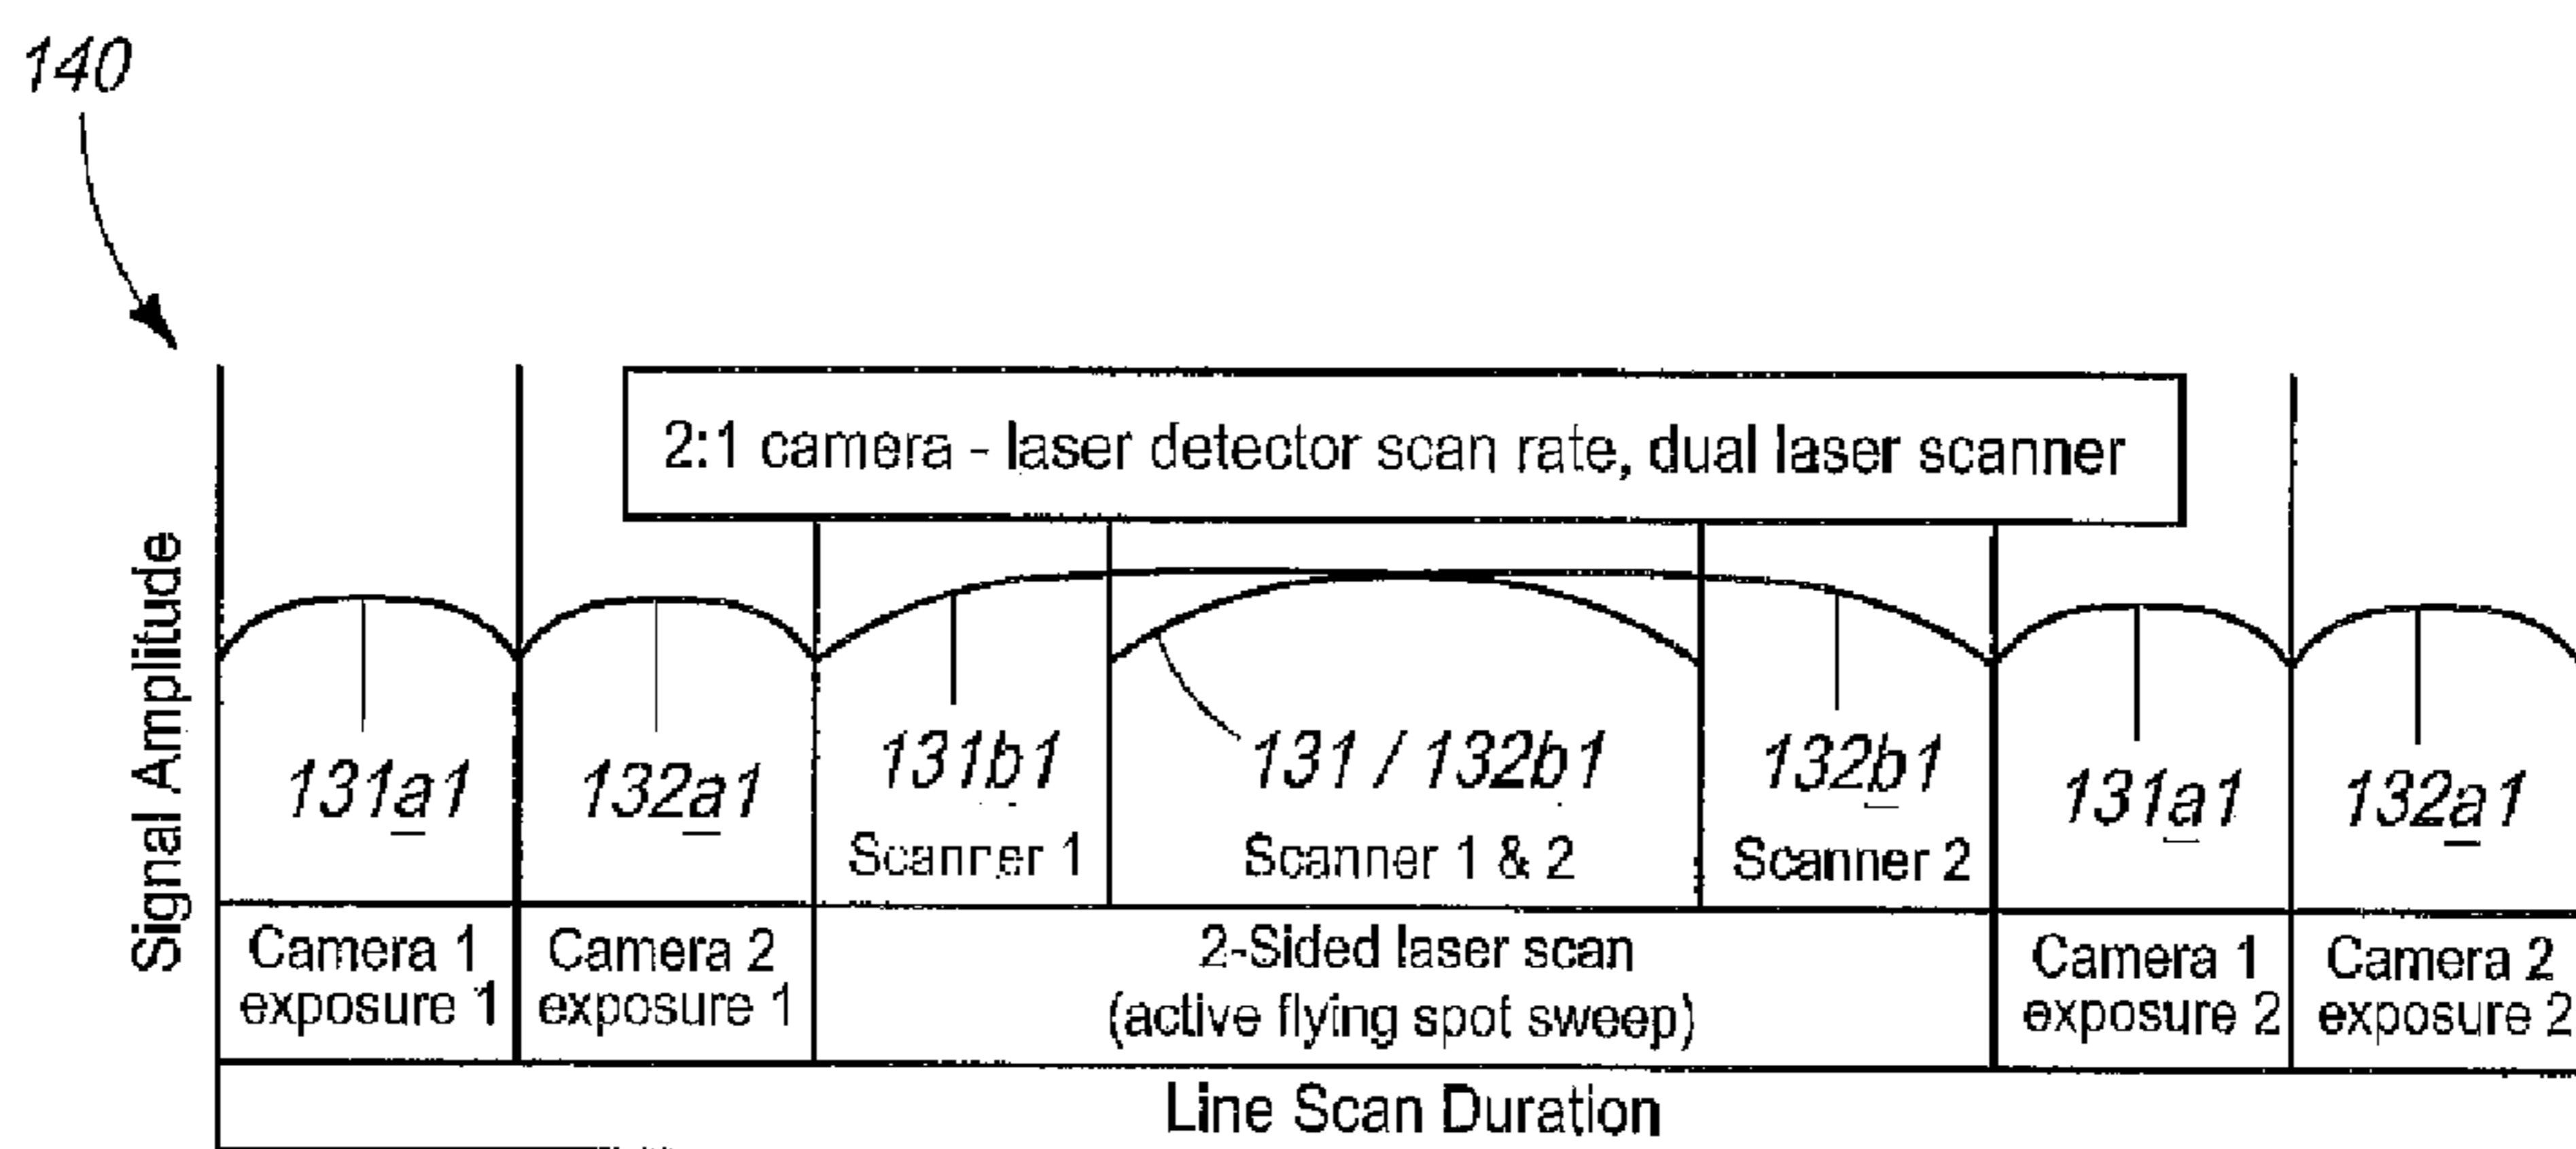 140
2:1 camera - laser detector scan rate, dual laser scanner
Signal Amplitude
131a1
132a1
131b1
131 / 132b1
132b1
131a1
132a1
Scanner 1
Scanner 1 & 2
Scanner 2
Camera 1
exposure 1
Camera 2
exposure 1
2-Sided laser scan
(active flying spot sweep)
Camera 1
exposure 2
Camera 2
exposure 2
Line Scan Duration